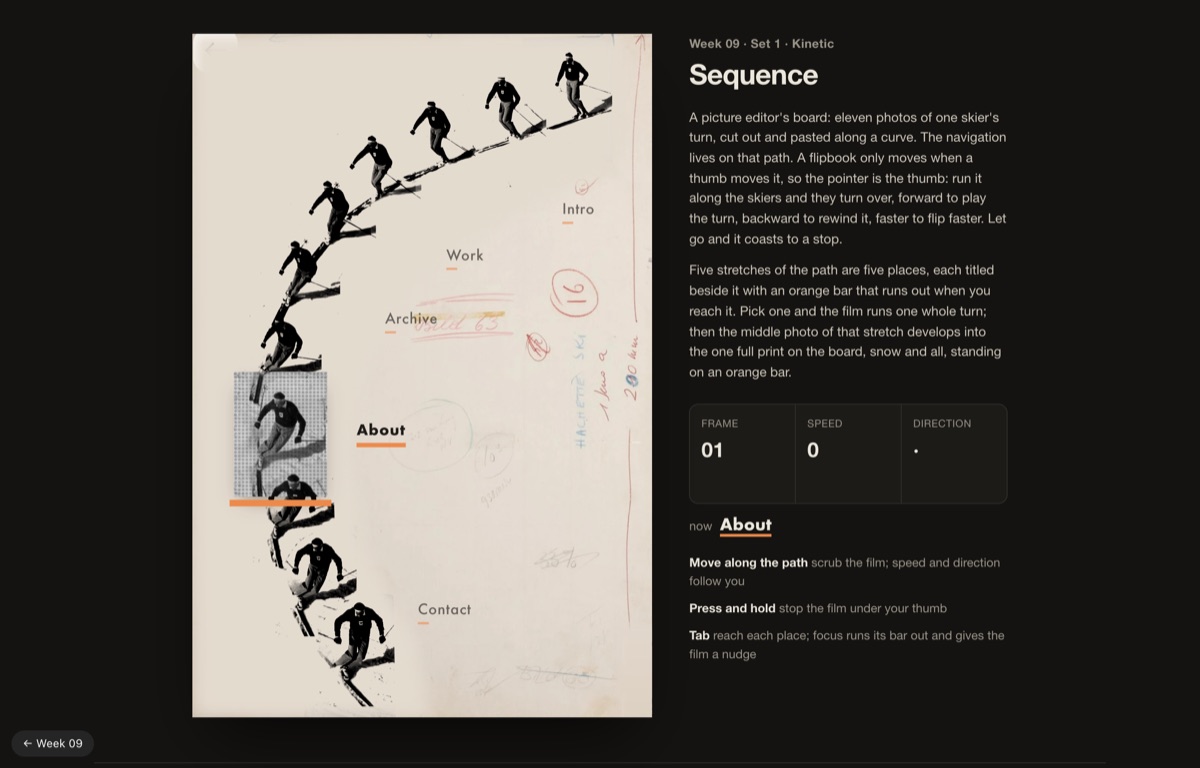 Week 09 · Set 1 · Kinetic
Sequence
A picture editor's board: eleven photos of one skier's
turn, cut out and pasted along a curve. The navigation
lives on that path. A flipbook only moves when a
thumb moves it, so the pointer is the thumb: run it
along the skiers and they turn over, forward to play
the turn, backward to rewind it, faster to flip faster. Let
go and it coasts to a stop.
Five stretches of the path are five places, each titled
beside it with an orange bar that runs out when you
reach it. Pick one and the film runs one whole turn;
then the middle photo of that stretch develops into
the one full print on the board, snow and all, standing
on an orange bar.
FRAME
01
SPEED
0
DIRECTION
·
now About
Move along the path scrub the film; speed and direction
follow you
Press and hold stop the film under your thumb
Tab reach each place; focus runs its bar out and gives the
film a nudge
Intro
Work
Archive
16
HACHETTE SKI
About
Contact
← Week 09